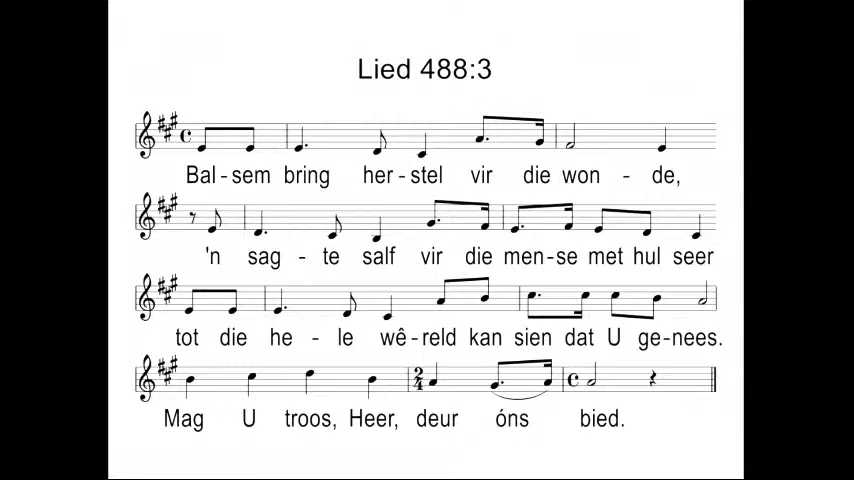 Lied 488:3
Bal-sem bring her-stel vir die won-de,
'n sag-te salf vir die men-se met hul seer
tot die he-le wê-reld kan sien dat U ge-nees.
Mag U troos, Heer, deur óns bied.